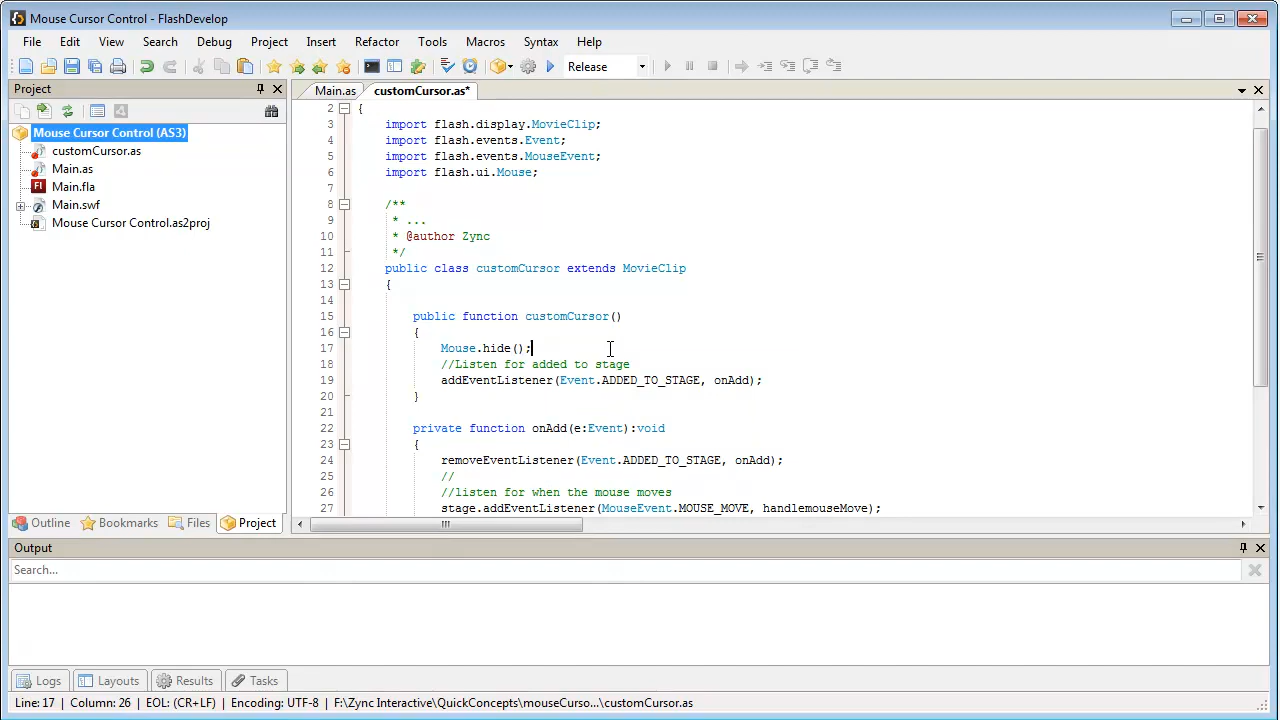 Mouse Cursor Control - FlashDevelop
File Edit View Search Debug Project Insert Refactor Tools Macros Syntax Help
Release
Project
Main.as customCursor.as*
Mouse Cursor Control (AS3)
customCursor.as
Main.as
Fl Main.fla
Main.swf
Mouse Cursor Control.as2proj
2 {
3 import flash.display.MovieClip;
4 import flash.events.Event;
5 import flash.events.MouseEvent;
6 import flash.ui.Mouse;
7
8 /**
9 * ...
10 * @author Zync
11 */
12 public class customCursor extends MovieClip
13 {
14
15 public function customCursor()
16 {
17 Mouse.hide();
18 //Listen for added to stage
19 addEventListener(Event.ADDED_TO_STAGE, onAdd);
20 }
21
22 private function onAdd(e:Event):void
23 {
24 removeEventListener(Event.ADDED_TO_STAGE, onAdd);
25 //
26 //listen for when the mouse moves
27 stage.addEventListener(MouseEvent.MOUSE_MOVE, handlemouseMove);
Outline Bookmarks Files Project
Output
Search...
Logs Layouts Results Tasks
Line: 17 | Column: 26 | EOL: (CR+LF) | Encoding: UTF-8 | F:\Zync Interactive\QuickConcepts\mouseCurso...\customCursor.as